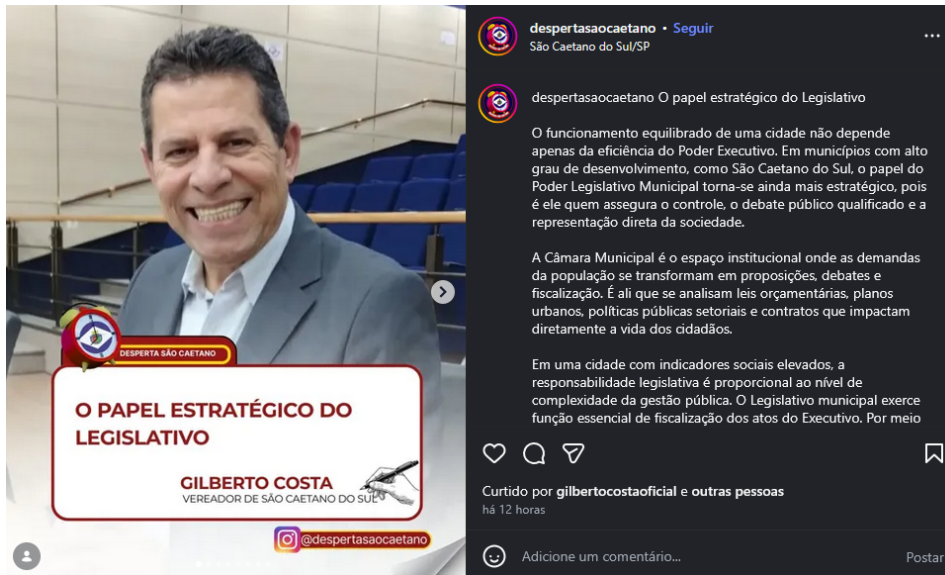 DESPERTA SÃO CAETANO
O PAPEL ESTRATÉGICO DO
LEGISLATIVO
GILBERTO COSTA
VEREADOR DE SÃO CAETANO DO SUL
@despertasaocaetano
despertasaocaetano • Seguir
São Caetano do Sul/SP
despertasaocaetano O papel estratégico do Legislativo
O funcionamento equilibrado de uma cidade não depende
apenas da eficiência do Poder Executivo. Em municípios com alto
grau de desenvolvimento, como São Caetano do Sul, o papel do
Poder Legislativo Municipal torna-se ainda mais estratégico, pois
é ele quem assegura o controle, o debate público qualificado e a
representação direta da sociedade.
A Câmara Municipal é o espaço institucional onde as demandas
da população se transformam em proposições, debates e
fiscalização. É ali que se analisam leis orçamentárias, planos
urbanos, políticas públicas setoriais e contratos que impactam
diretamente a vida dos cidadãos.
Em uma cidade com indicadores sociais elevados, a
responsabilidade legislativa é proporcional ao nível de
complexidade da gestão pública. O Legislativo municipal exerce
função essencial de fiscalização dos atos do Executivo. Por meio
Curtido por gilbertocostaoficial e outras pessoas
há 12 horas
Adicione um comentário...
Postar